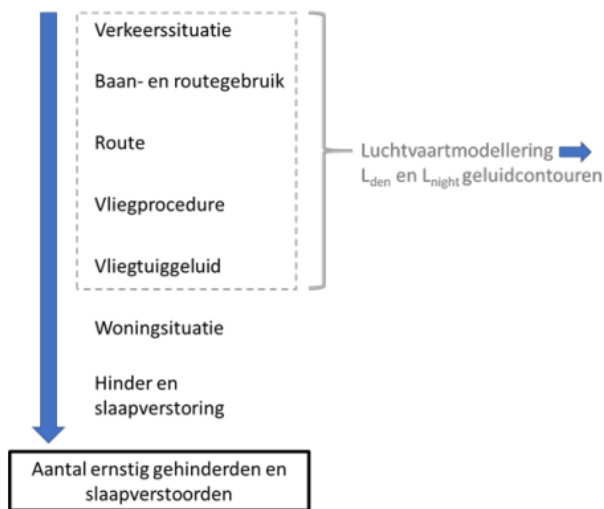 Verkeerssituatie
Baan- en routegebruik
Route
Vliegprocedure
Vliegtuiggeluid
Luchtvaartmodellering
Lden en Lnight geluidcontouren
Woningsituatie
Hinder en
slaapverstoring
Aantal ernstig gehinderden en
slaapverstoorden